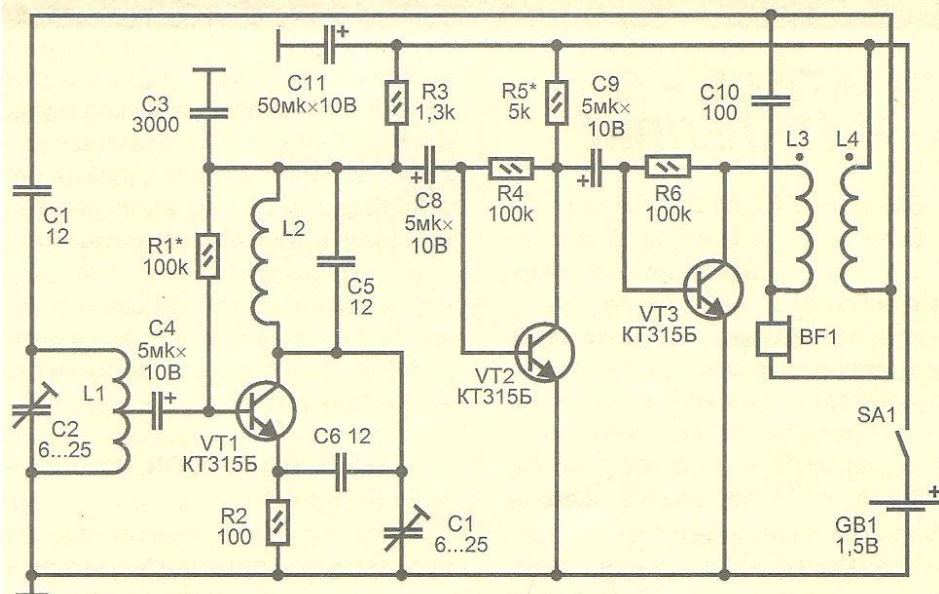 C3
3000
C11
50мк×10В
R3
1,3k
R5*
5k
C9
5мк×
10В
C10
100
L3
L4
C1
12
R1*
100k
L2
C5
12
C8
5мк×
10В
R4
100k
R6
100k
C4
5мк×
10В
L1
C2
6...25
VT1
КТ315Б
C6 12
VT2
КТ315Б
VT3
КТ315Б
BF1
SA1
R2
100
C1
6...25
GB1
1,5В